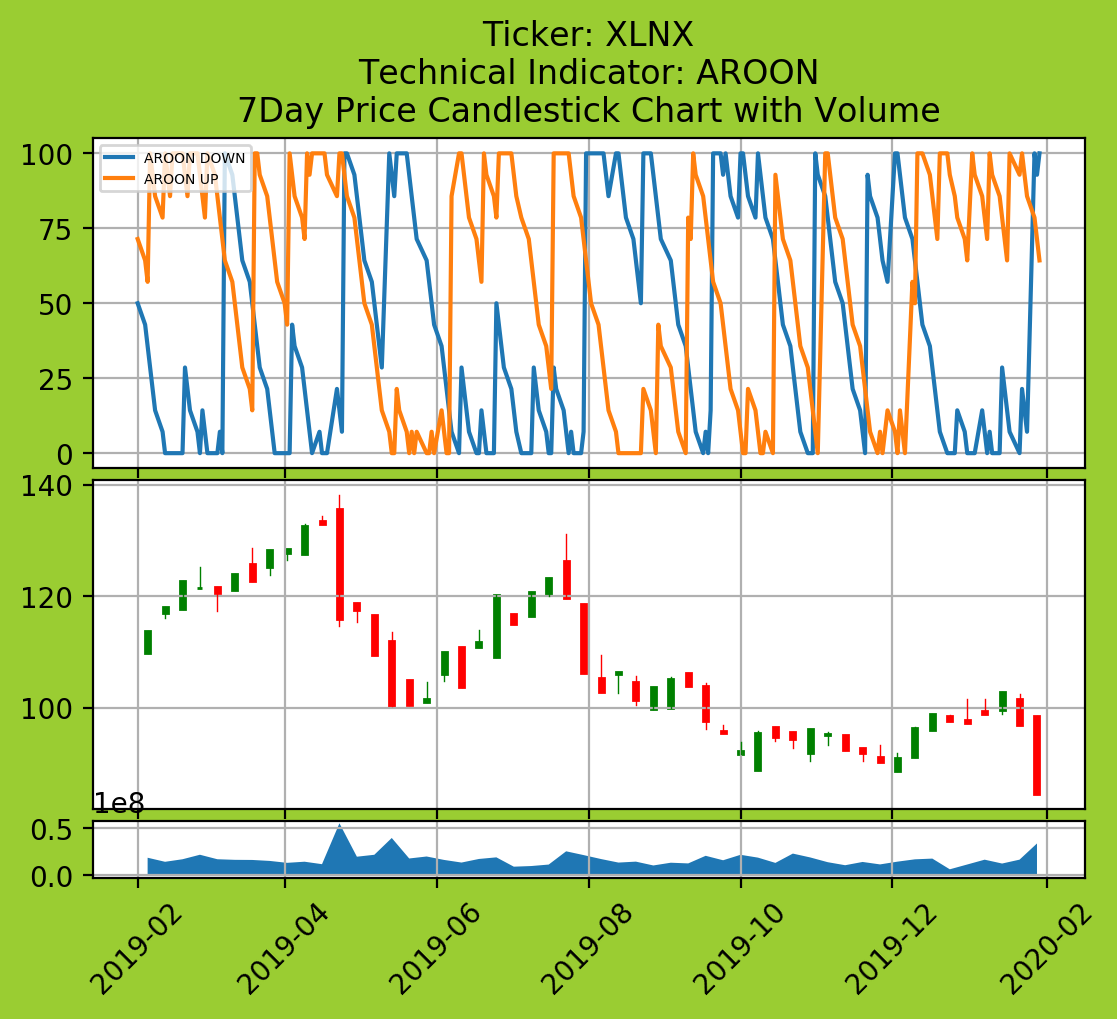 Ticker: XLNX
Technical Indicator: AROON
7Day Price Candlestick Chart with Volume
100
75
50
25
0
AROON DOWN
AROON UP
140
120
100
1e8
0.5
0.0
2019-02
2019-04
2019-06
2019-08
2019-10
2019-12
2020-02